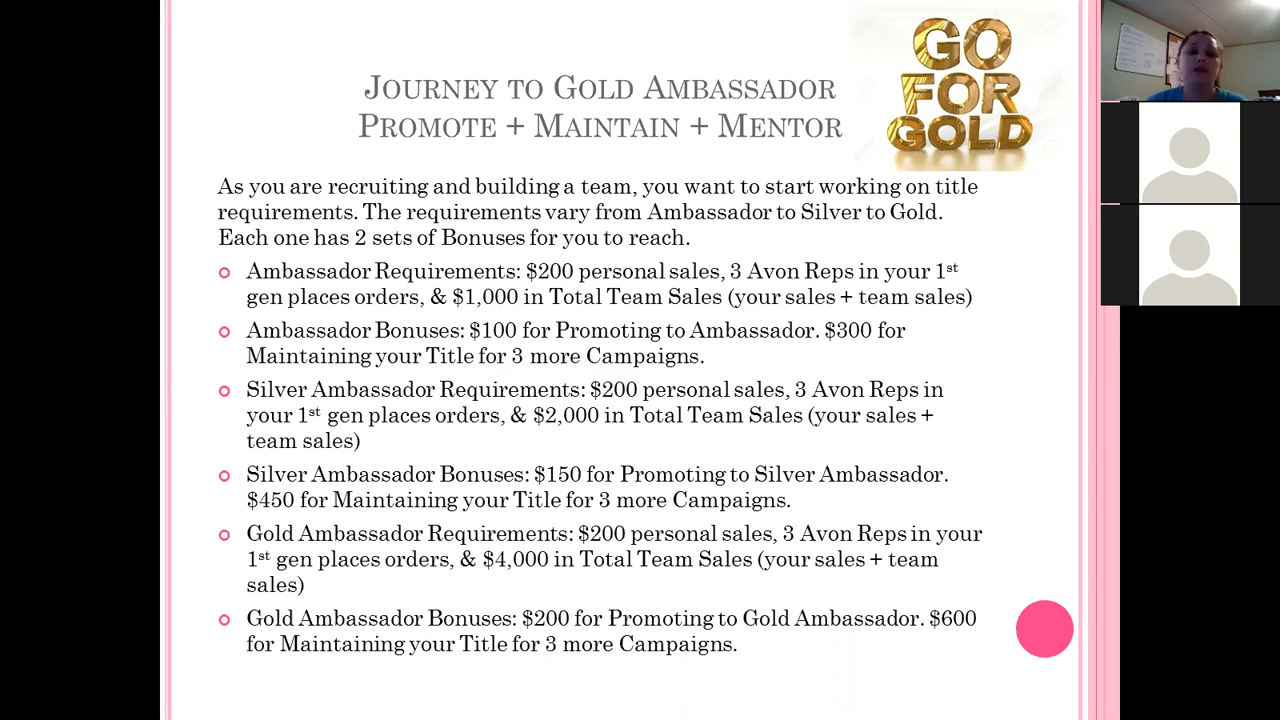 GO
FOR
GOLD
Journey to Gold Ambassador
Promote + Maintain + Mentor
As you are recruiting and building a team, you want to start working on title
requirements. The requirements vary from Ambassador to Silver to Gold.
Each one has 2 sets of Bonuses for you to reach.
Ambassador Requirements: $200 personal sales, 3 Avon Reps in your 1st
gen places orders, & $1,000 in Total Team Sales (your sales + team sales)
Ambassador Bonuses: $100 for Promoting to Ambassador. $300 for
Maintaining your Title for 3 more Campaigns.
Silver Ambassador Requirements: $200 personal sales, 3 Avon Reps in
your 1st gen places orders, & $2,000 in Total Team Sales (your sales +
team sales)
Silver Ambassador Bonuses: $150 for Promoting to Silver Ambassador.
$450 for Maintaining your Title for 3 more Campaigns.
Gold Ambassador Requirements: $200 personal sales, 3 Avon Reps in your
1st gen places orders, & $4,000 in Total Team Sales (your sales + team
sales)
Gold Ambassador Bonuses: $200 for Promoting to Gold Ambassador. $600
for Maintaining your Title for 3 more Campaigns.